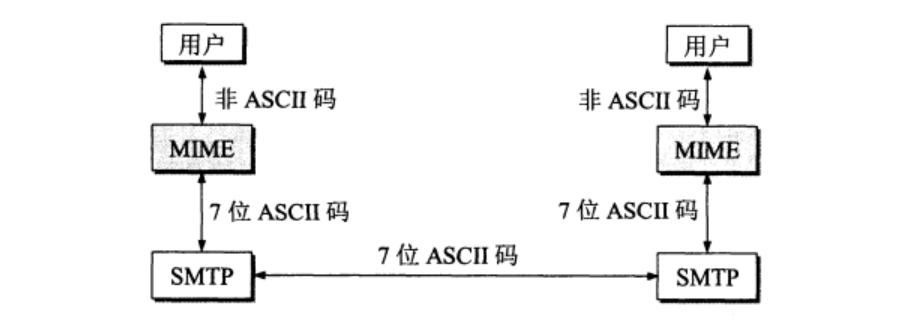 用户 用户
非 ASCII 码 非 ASCII 码
MIME MIME
7 位 ASCII 码 7 位 ASCII 码
7 位 ASCII 码
SMTP SMTP